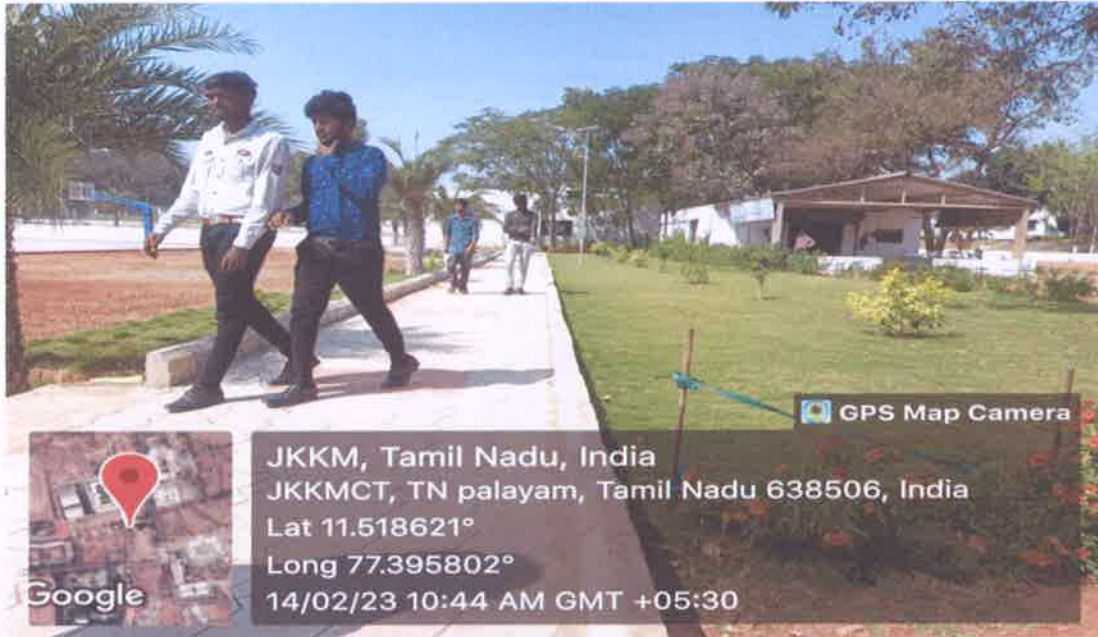 GPS Map Camera
JKKM, Tamil Nadu, India
JKKMCT, TN palayam, Tamil Nadu 638506, India
Lat 11.518621°
Long 77.395802°
14/02/23 10:44 AM GMT +05:30
Google